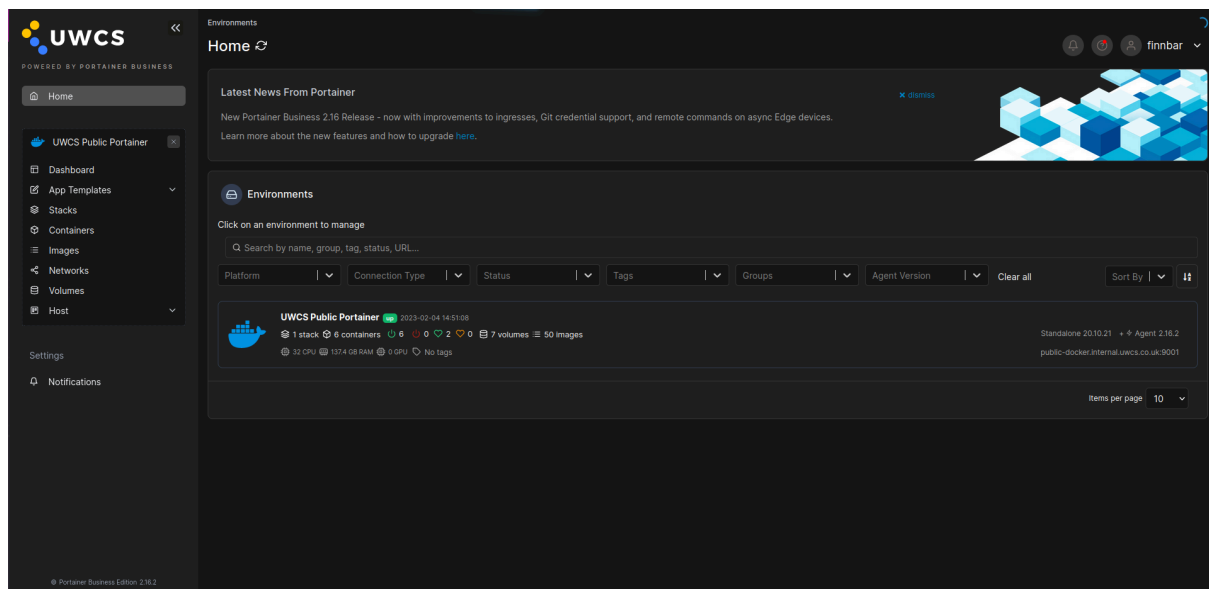 UWCS
POWERED BY PORTAINER BUSINESS
Home
UWCS Public Portainer
Dashboard
App Templates
Stacks
Containers
Images
Networks
Volumes
Host
Settings
Notifications
© Portainer Business Edition 2.16.2
Environments
Home
finnbar
Latest News From Portainer
dismiss
New Portainer Business 2.16 Release - now with improvements to ingresses, Git credential support, and remote commands on async Edge devices.
Learn more about the new features and how to upgrade here.
Environments
Click on an environment to manage
Search by name, group, tag, status, URL...
Platform Connection Type Status Tags Groups Agent Version Clear all Sort By
UWCS Public Portainer up 2023-02-04 14:51:08
1 stack 6 containers 6 0 2 0 7 volumes 50 images
Standalone 20.10.21 + Agent 2.16.2
32 CPU 137.4 GB RAM 0 GPU No tags
public-docker.internal.uwcs.co.uk:9001
Items per page 10